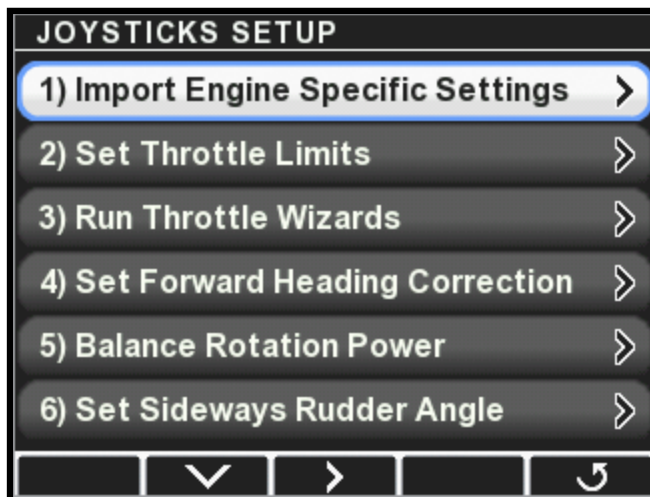 JOYSTICKS SETUP
1) Import Engine Specific Settings
2) Set Throttle Limits
3) Run Throttle Wizards
4) Set Forward Heading Correction
5) Balance Rotation Power
6) Set Sideways Rudder Angle